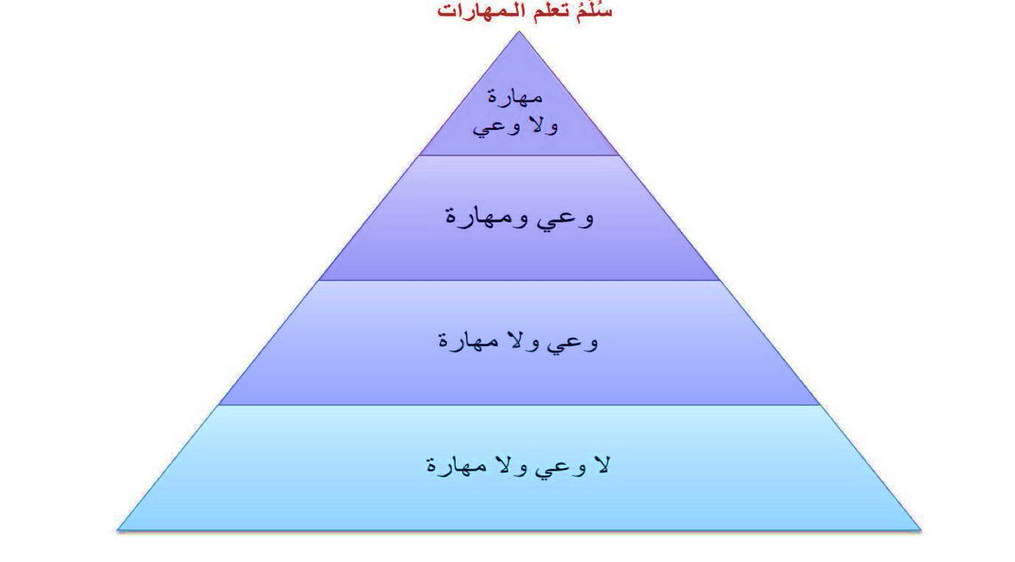 سُلَّمُ تعلم المهارات
مهارة
ولا وعي
وعي ومهارة
وعي ولا مهارة
لا وعي ولا مهارة